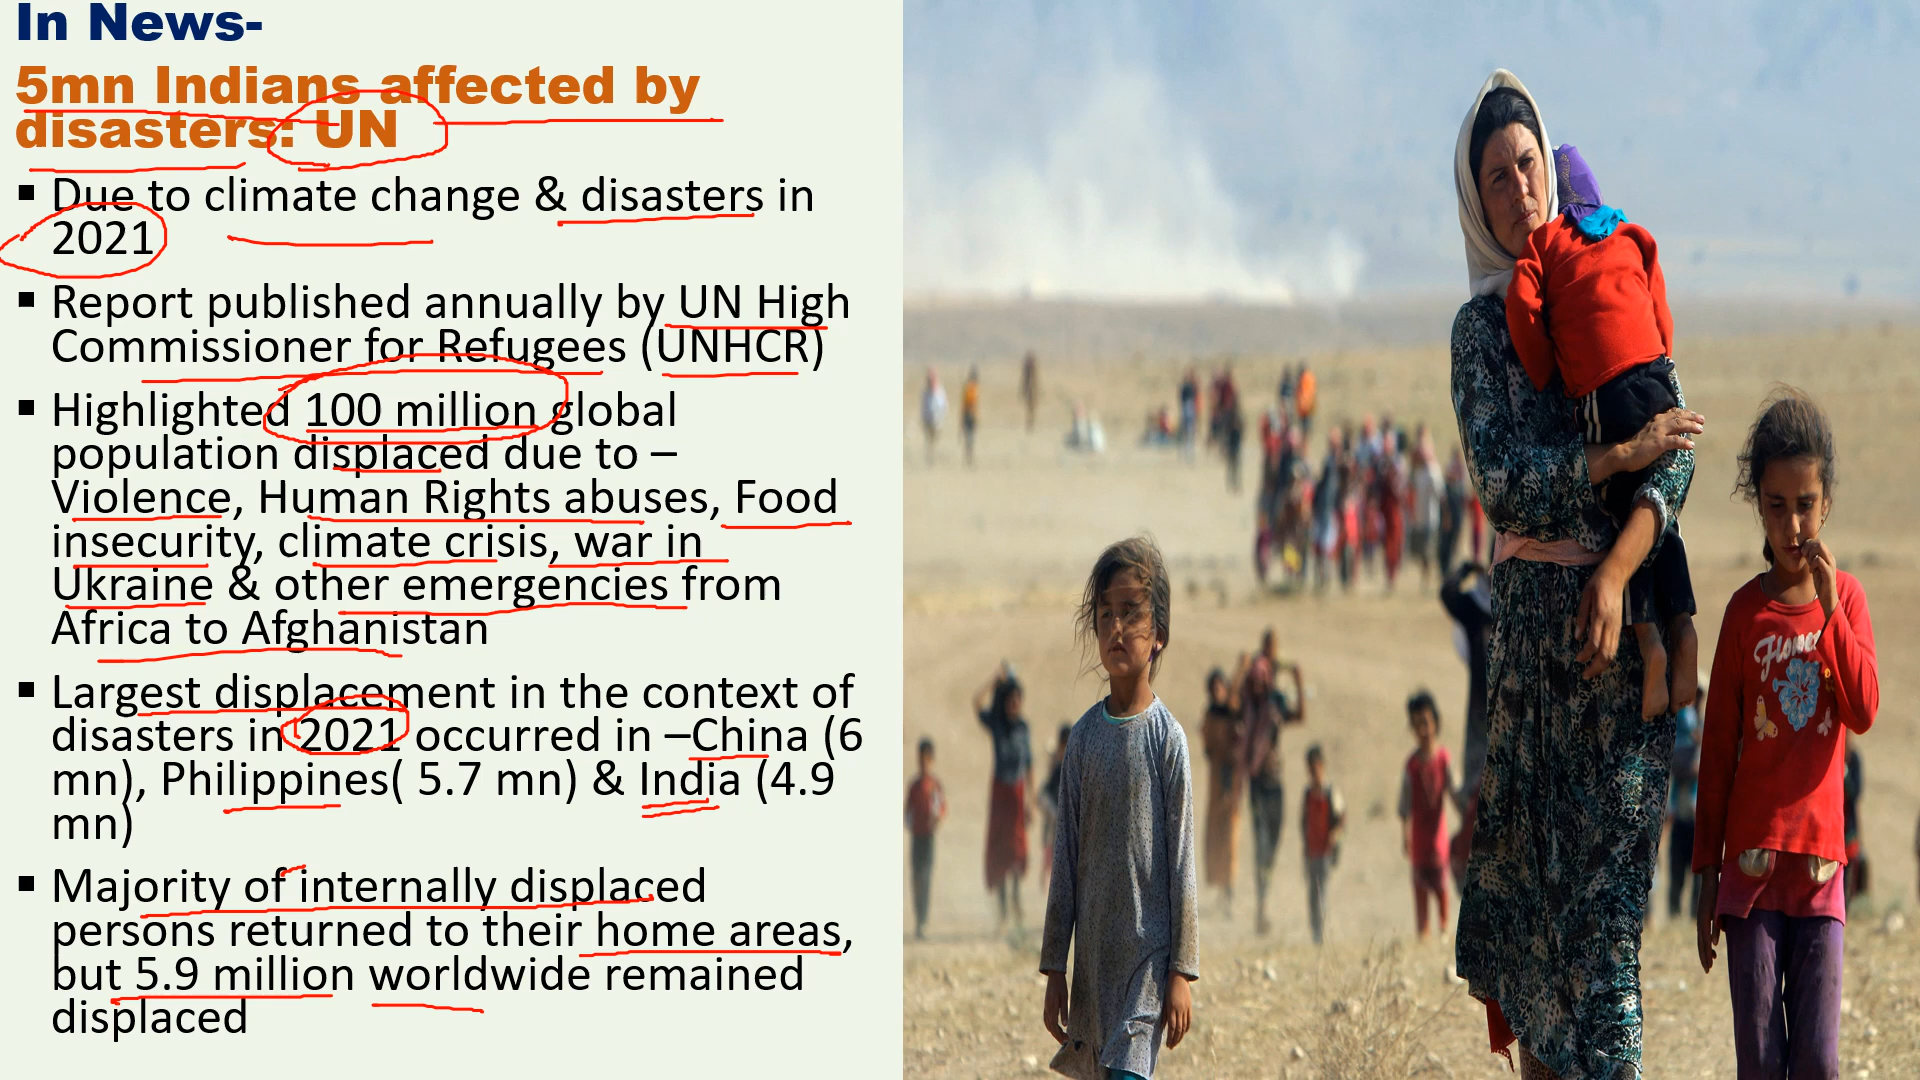 In News-
5mn Indians affected by
disasters: UN
▪ Due to climate change & disasters in
2021
▪ Report published annually by UN High
Commissioner for Refugees (UNHCR)
▪ Highlighted 100 million global
population displaced due to –
Violence, Human Rights abuses, Food
insecurity, climate crisis, war in
Ukraine & other emergencies from
Africa to Afghanistan
▪ Largest displacement in the context of
disasters in 2021 occurred in –China (6
mn), Philippines( 5.7 mn) & India (4.9
mn)
▪ Majority of internally displaced
persons returned to their home areas,
but 5.9 million worldwide remained
displaced
Flower